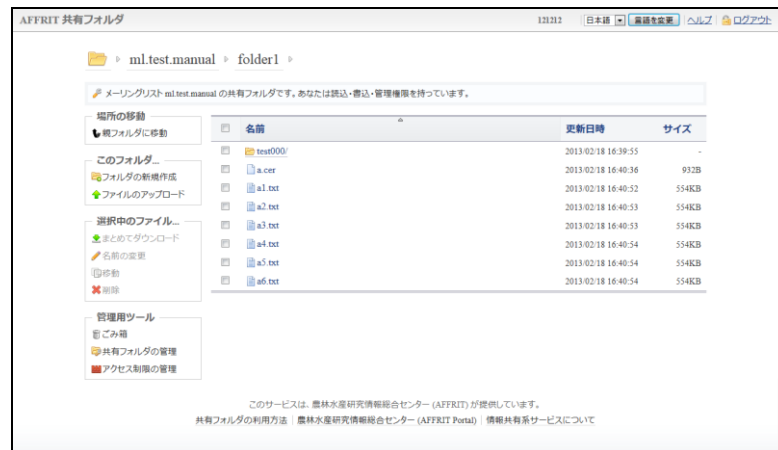 AFFRIT 共有フォルダ
121212 日本語 言語を変更 ヘルプ ログアウト
ml.test.manual folder1
メーリングリスト ml.test.manual の共有フォルダです。あなたは読込・書込・管理権限を持っています。
場所の移動
親フォルダに移動
このフォルダ...
フォルダの新規作成
ファイルのアップロード
選択中のファイル...
まとめてダウンロード
名前の変更
移動
削除
管理用ツール
ごみ箱
共有フォルダの管理
アクセス制限の管理
名前 更新日時 サイズ
test000/ 2013/02/18 16:39:55 -
a.cer 2013/02/18 16:40:36 932B
a1.txt 2013/02/18 16:40:52 554KB
a2.txt 2013/02/18 16:40:53 554KB
a3.txt 2013/02/18 16:40:53 554KB
a4.txt 2013/02/18 16:40:54 554KB
a5.txt 2013/02/18 16:40:54 554KB
a6.txt 2013/02/18 16:40:54 554KB
このサービスは、農林水産研究情報総合センター (AFFRIT) が提供しています。
共有フォルダの利用方法 農林水産研究情報総合センター (AFFRIT Portal) 情報共有系サービスについて